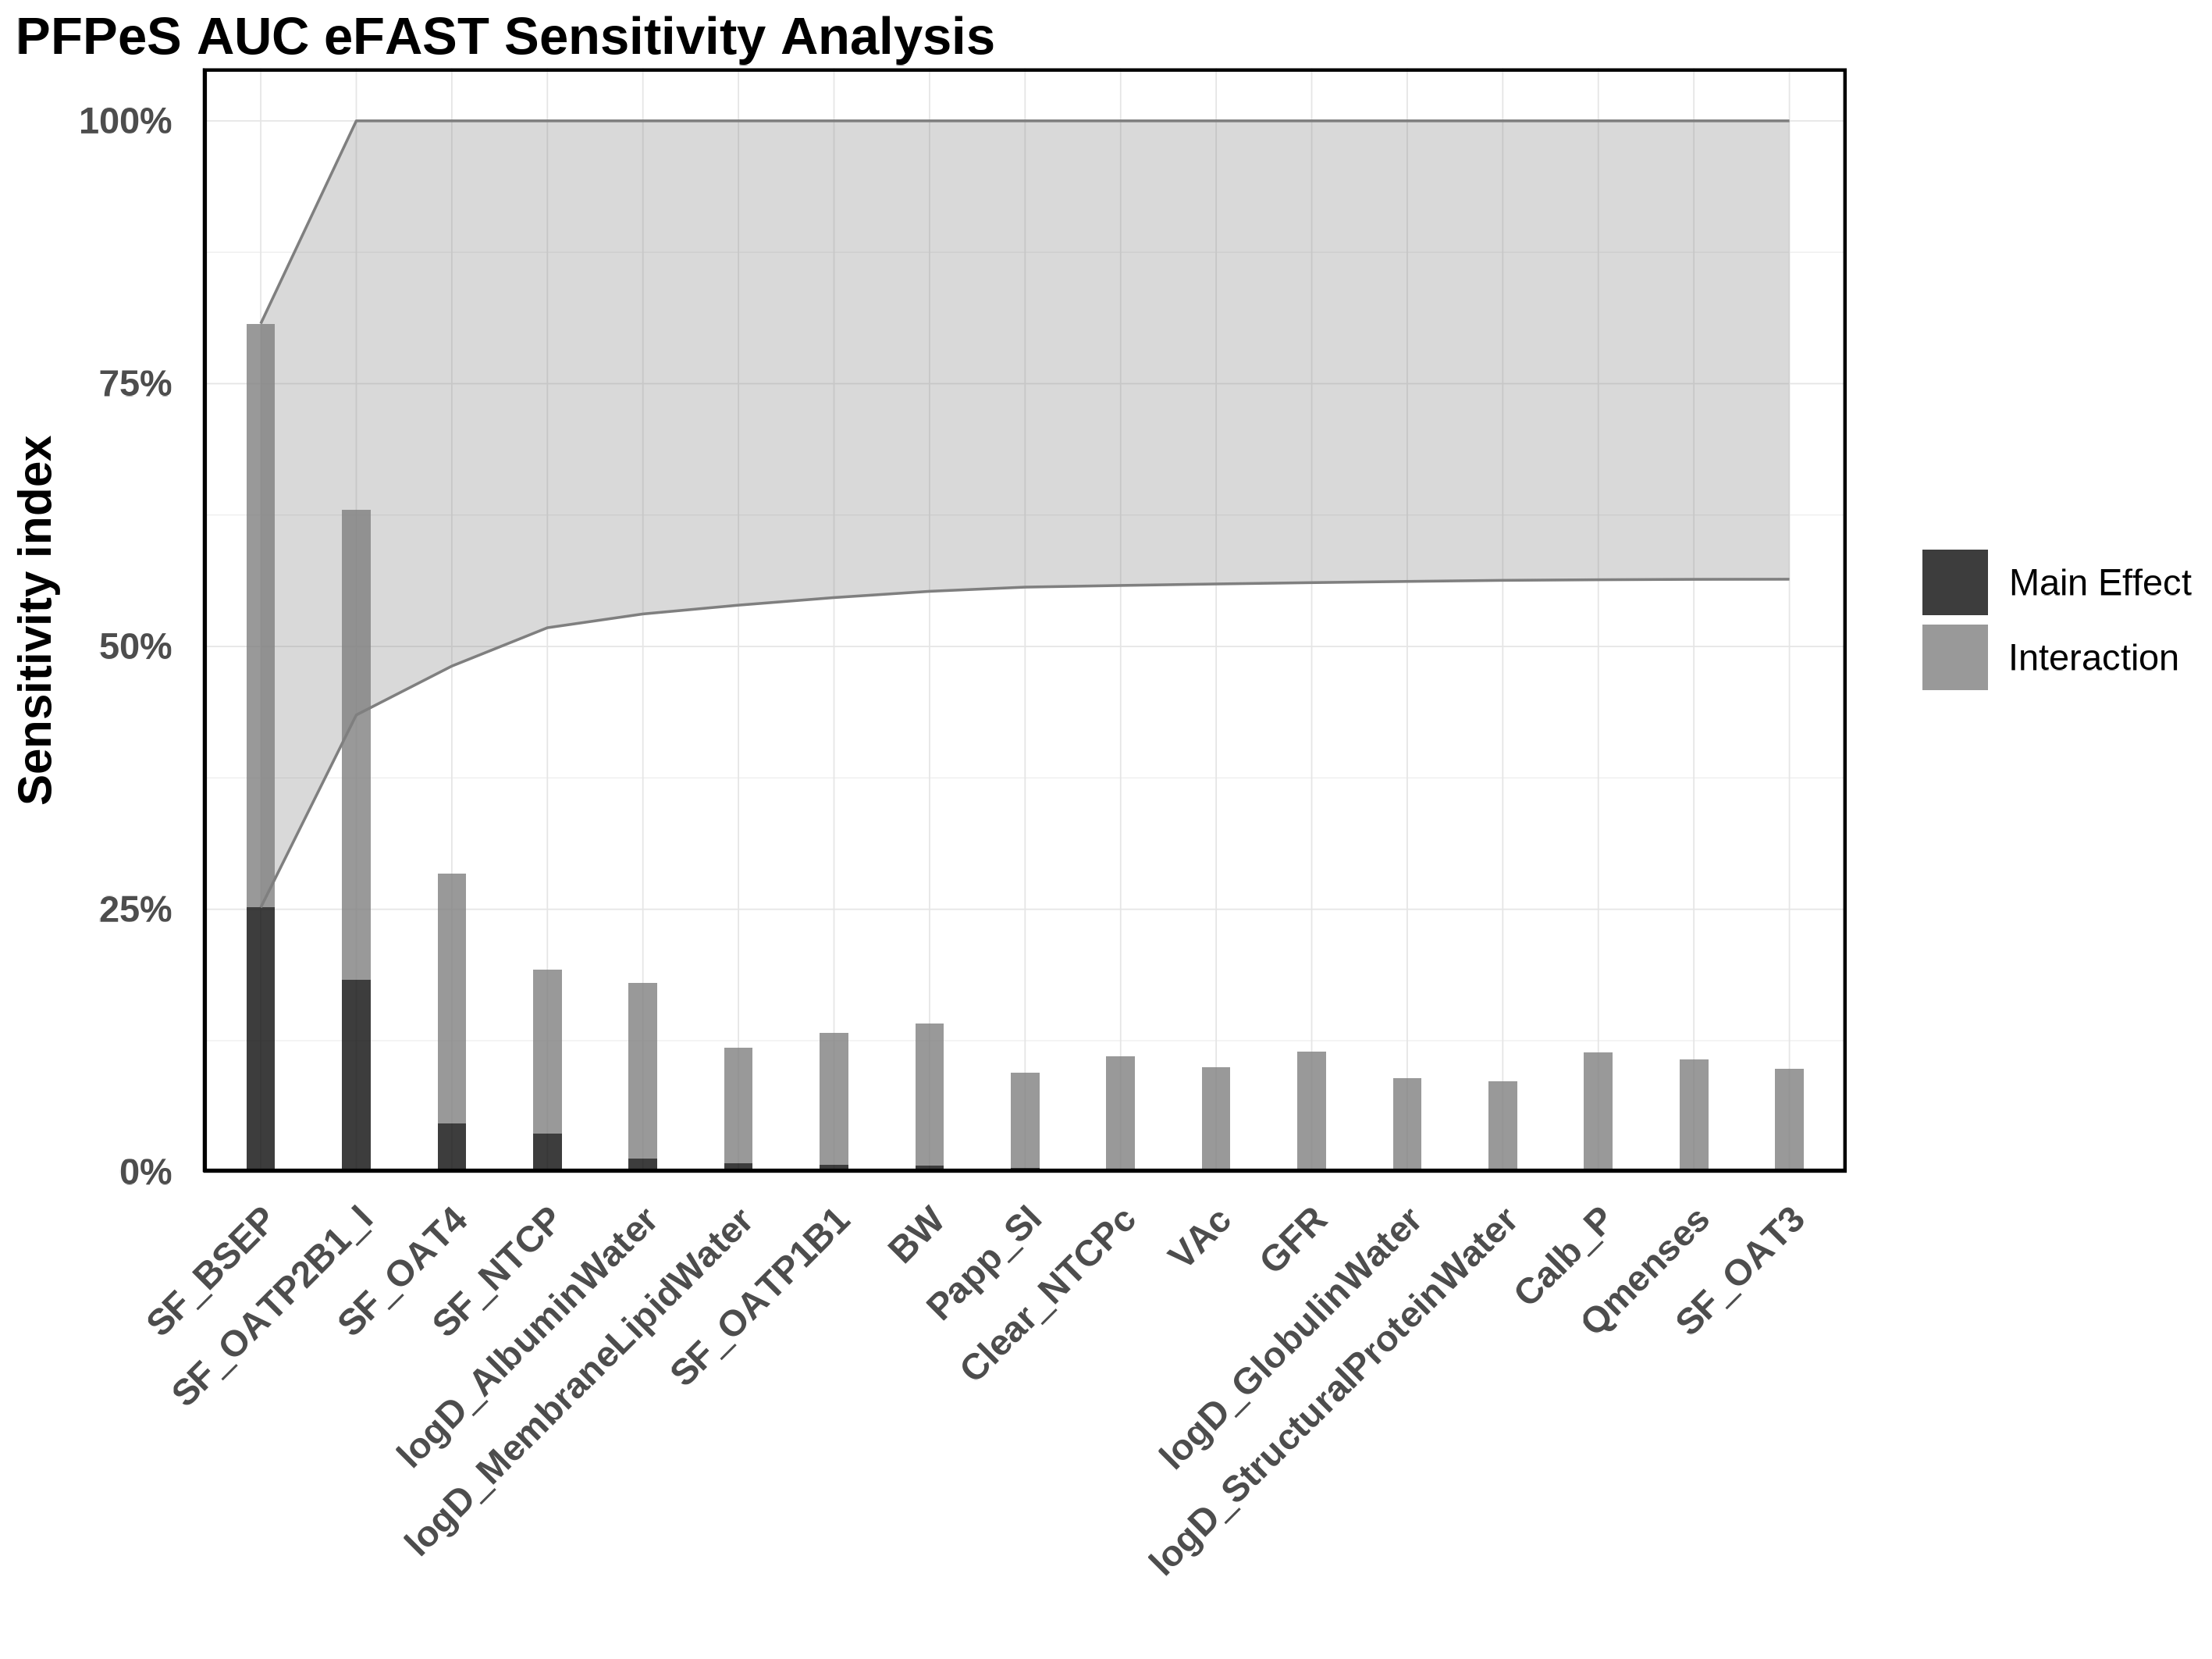 PFPeS AUC eFAST Sensitivity Analysis
100%
75%
50%
25%
0%
Sensitivity index
SF_BSEP
SF_OATP2B1_l
SF_OAT4
SF_NTCP
logD_AlbuminWater
logD_MembraneLipidWater
SF_OATP1B1
BW
Papp_SI
Clear_NTCPc
VAc
GFR
logD_GlobulinWater
logD_StructuralProteinWater
Calb_P
Qmenses
SF_OAT3
Main Effect
Interaction